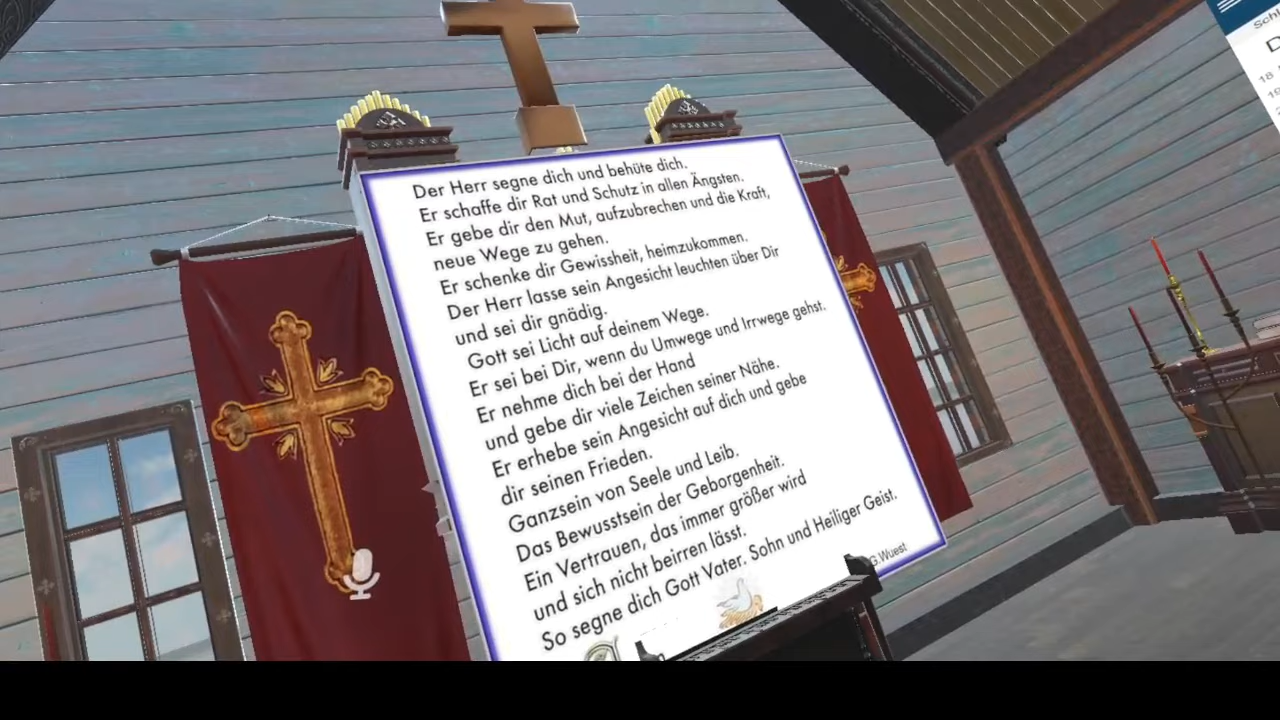 Der Herr segne dich und behüte dich.
Er schaffe dir Rat und Schutz in allen Ängsten.
Er gebe dir den Mut, aufzubrechen und die Kraft,
neue Wege zu gehen.
Er schenke dir Gewissheit, heimzukommen.
Der Herr lasse sein Angesicht leuchten über Dir
und sei dir gnädig.
Gott sei Licht auf deinem Wege.
Er sei bei Dir, wenn du Umwege und Irrwege gehst.
Er nehme dich bei der Hand
und gebe dir viele Zeichen seiner Nähe.
Er erhebe sein Angesicht auf dich und gebe
dir seinen Frieden.
Ganzsein von Seele und Leib.
Das Bewusstsein der Geborgenheit.
Ein Vertrauen, das immer größer wird
und sich nicht beirren lässt.
So segne dich Gott Vater. Sohn und Heiliger Geist.
G.Wuest
18